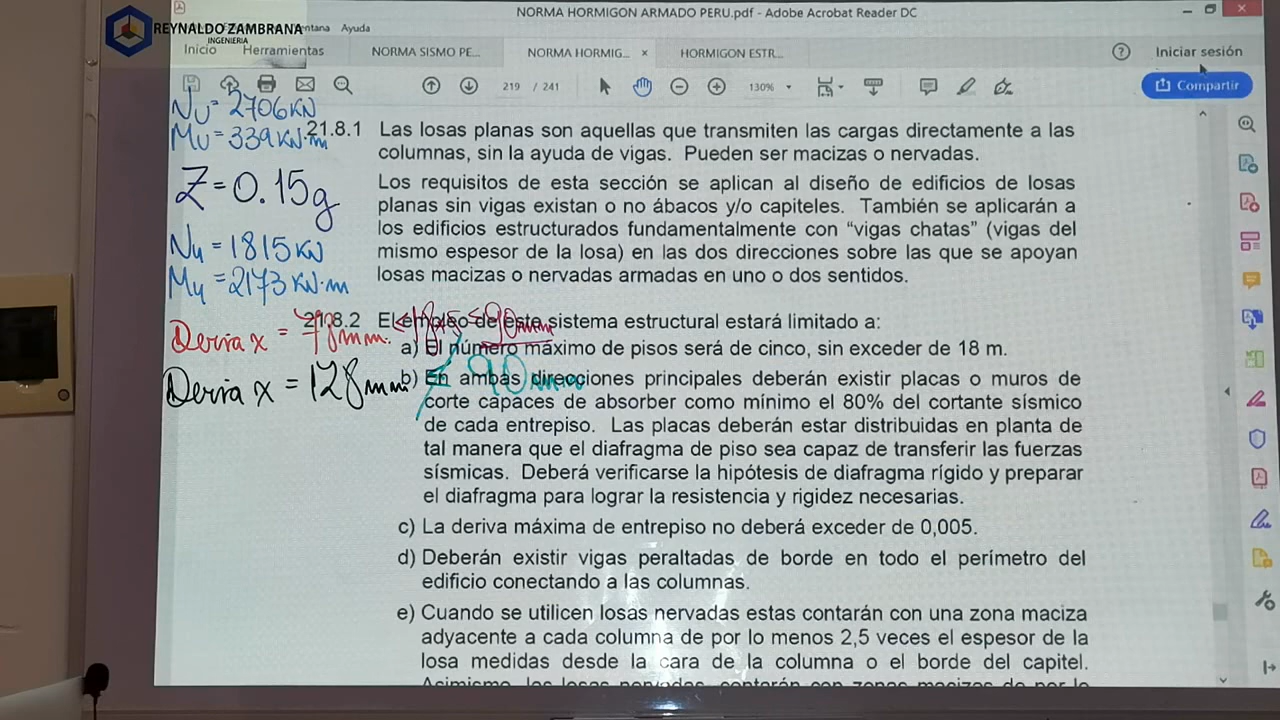 NORMA HORMIGON ARMADO PERU.pdf - Adobe Acrobat Reader DC
REYNALDO ZAMBRANA
INGENIERIA
ntana Ayuda
Inicio Herramientas NORMA SISMO PE... NORMA HORMIG... × HORMIGON ESTR... Iniciar sesión
219 / 241 130% Compartir
Nu = 2706 KN
Mu = 339 KN·m
Z = 0.15g
Nu = 1815 KN
Mu = 2173 KN·m
Deriva x = 78mm. < 18x5 ≤ 90mm
Deriva x = 128mm ≠ 90mm
21.8.1 Las losas planas son aquellas que transmiten las cargas directamente a las
columnas, sin la ayuda de vigas. Pueden ser macizas o nervadas.
Los requisitos de esta sección se aplican al diseño de edificios de losas
planas sin vigas existan o no ábacos y/o capiteles. También se aplicarán a
los edificios estructurados fundamentalmente con “vigas chatas” (vigas del
mismo espesor de la losa) en las dos direcciones sobre las que se apoyan
losas macizas o nervadas armadas en uno o dos sentidos.
21.8.2 El empleo de este sistema estructural estará limitado a:
a) El número máximo de pisos será de cinco, sin exceder de 18 m.
b) En ambas direcciones principales deberán existir placas o muros de
corte capaces de absorber como mínimo el 80% del cortante sísmico
de cada entrepiso. Las placas deberán estar distribuidas en planta de
tal manera que el diafragma de piso sea capaz de transferir las fuerzas
sísmicas. Deberá verificarse la hipótesis de diafragma rígido y preparar
el diafragma para lograr la resistencia y rigidez necesarias.
c) La deriva máxima de entrepiso no deberá exceder de 0,005.
d) Deberán existir vigas peraltadas de borde en todo el perímetro del
edificio conectando a las columnas.
e) Cuando se utilicen losas nervadas estas contarán con una zona maciza
adyacente a cada columna de por lo menos 2,5 veces el espesor de la
losa medidas desde la cara de la columna o el borde del capitel.